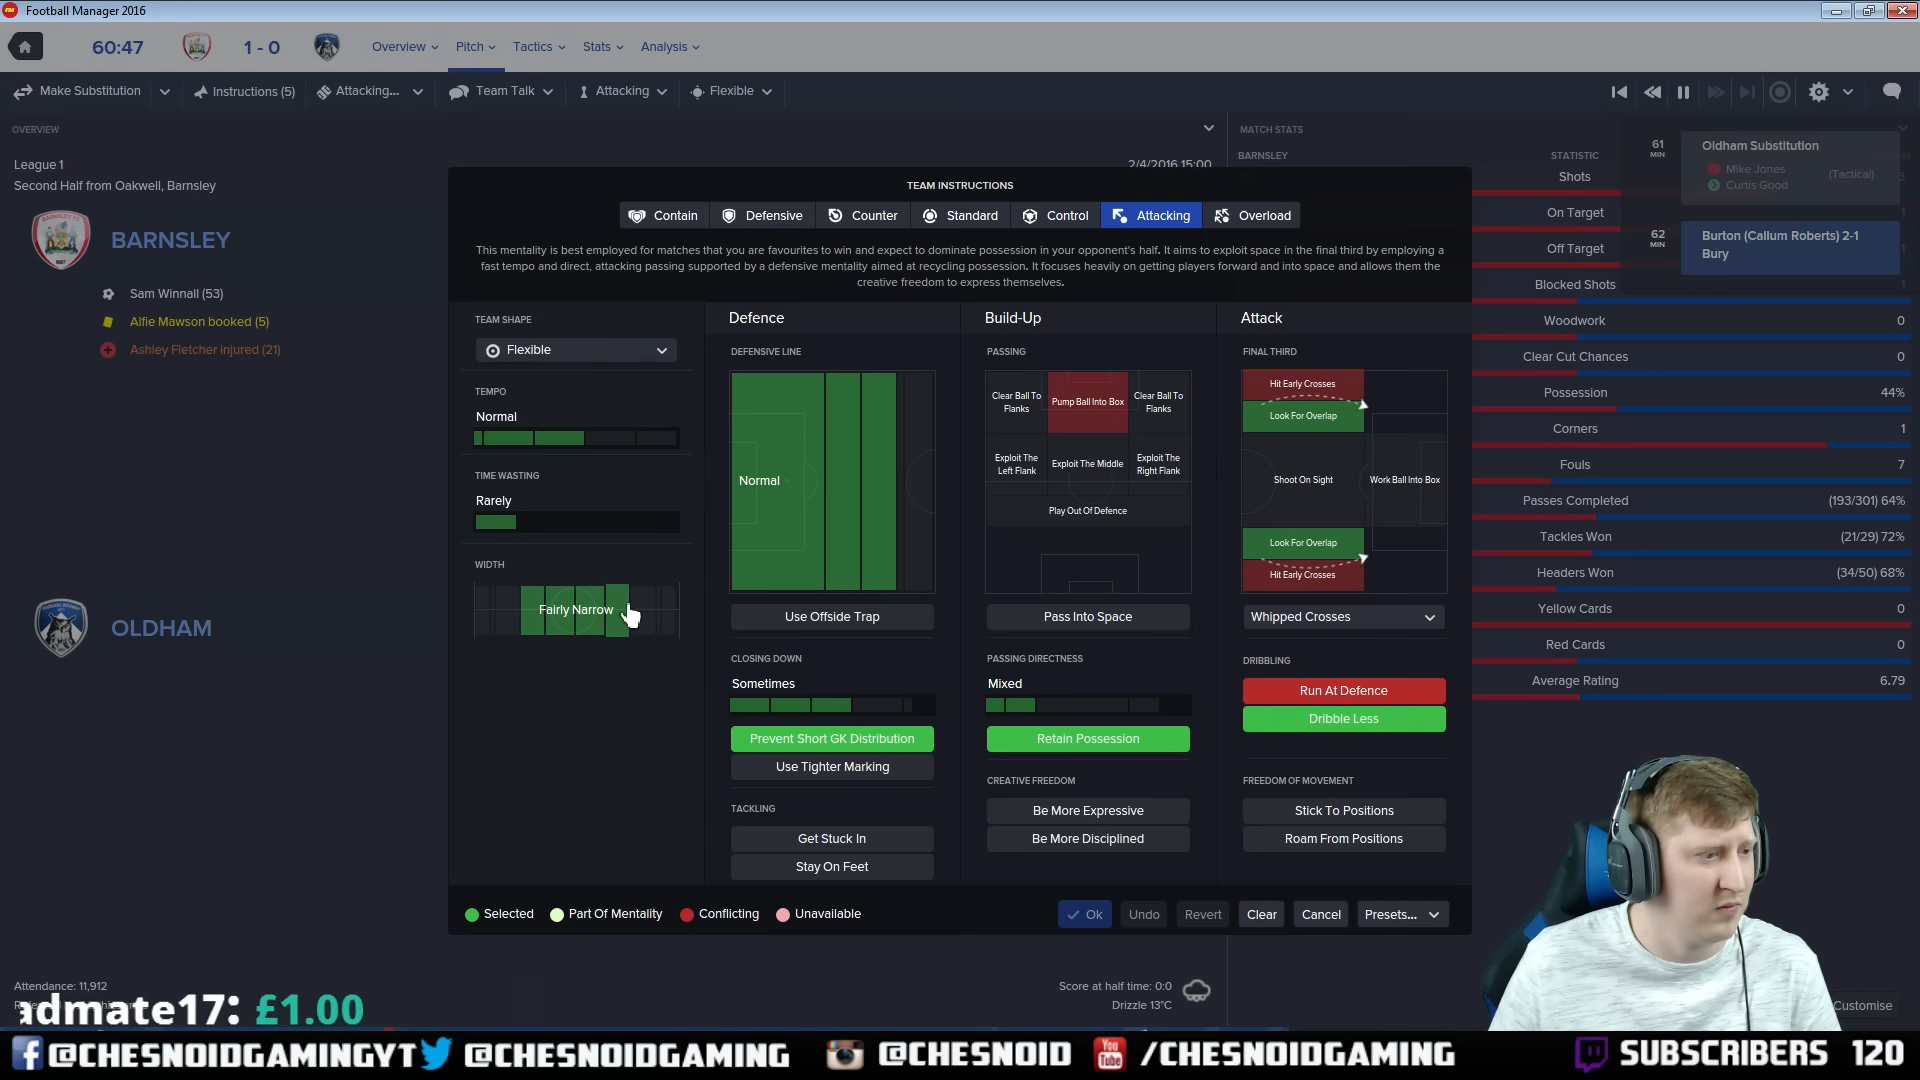 Football Manager 2016
60:47
1 - 0
Overview
Pitch
Tactics
Stats
Analysis
Make Substitution
Instructions (5)
Attacking...
Team Talk
Attacking
Flexible
OVERVIEW
League 1
2/4/2016 15:00
Second Half from Oakwell, Barnsley
BARNSLEY
Sam Winnall (53)
Alfie Mawson booked (5)
Ashley Fletcher injured (21)
OLDHAM
TEAM INSTRUCTIONS
Contain
Defensive
Counter
Standard
Control
Attacking
Overload
This mentality is best employed for matches that you are favourites to win and expect to dominate possession in your opponent's half. It aims to exploit space in the final third by employing a
fast tempo and direct, attacking passing supported by a defensive mentality aimed at recycling possession. It focuses heavily on getting players forward and into space and allows them the
creative freedom to express themselves.
TEAM SHAPE
Flexible
TEMPO
Normal
TIME WASTING
Rarely
WIDTH
Fairly Narrow
Defence
DEFENSIVE LINE
Normal
Use Offside Trap
CLOSING DOWN
Sometimes
Prevent Short GK Distribution
Use Tighter Marking
TACKLING
Get Stuck In
Stay On Feet
Build-Up
PASSING
Clear Ball To
Flanks
Pump Ball Into Box
Clear Ball To
Flanks
Exploit The
Left Flank
Exploit The Middle
Exploit The
Right Flank
Play Out Of Defence
Pass Into Space
PASSING DIRECTNESS
Mixed
Retain Possession
CREATIVE FREEDOM
Be More Expressive
Be More Disciplined
Attack
FINAL THIRD
Hit Early Crosses
Look For Overlap
Shoot On Sight
Work Ball Into Box
Look For Overlap
Hit Early Crosses
Whipped Crosses
DRIBBLING
Run At Defence
Dribble Less
FREEDOM OF MOVEMENT
Stick To Positions
Roam From Positions
Selected
Part Of Mentality
Conflicting
Unavailable
Ok
Undo
Revert
Clear
Cancel
Presets...
MATCH STATS
BARNSLEY
STATISTIC
Shots
On Target
Off Target
Blocked Shots
Woodwork 0
Clear Cut Chances 0
Possession 44%
Corners 1
Fouls 7
Passes Completed (193/301) 64%
Tackles Won (21/29) 72%
Headers Won (34/50) 68%
Yellow Cards 0
Red Cards 0
Average Rating 6.79
61
MIN
Oldham Substitution
Mike Jones
Curtis Good
(Tactical)
62
MIN
Burton (Callum Roberts) 2-1
Bury
Attendance: 11,912
Score at half time: 0:0
Drizzle 13°C
Customise
admate17: £1.00
@CHESNOIDGAMINGYT @CHESNOIDGAMING @CHESNOID You Tube /CHESNOIDGAMING SUBSCRIBERS 120